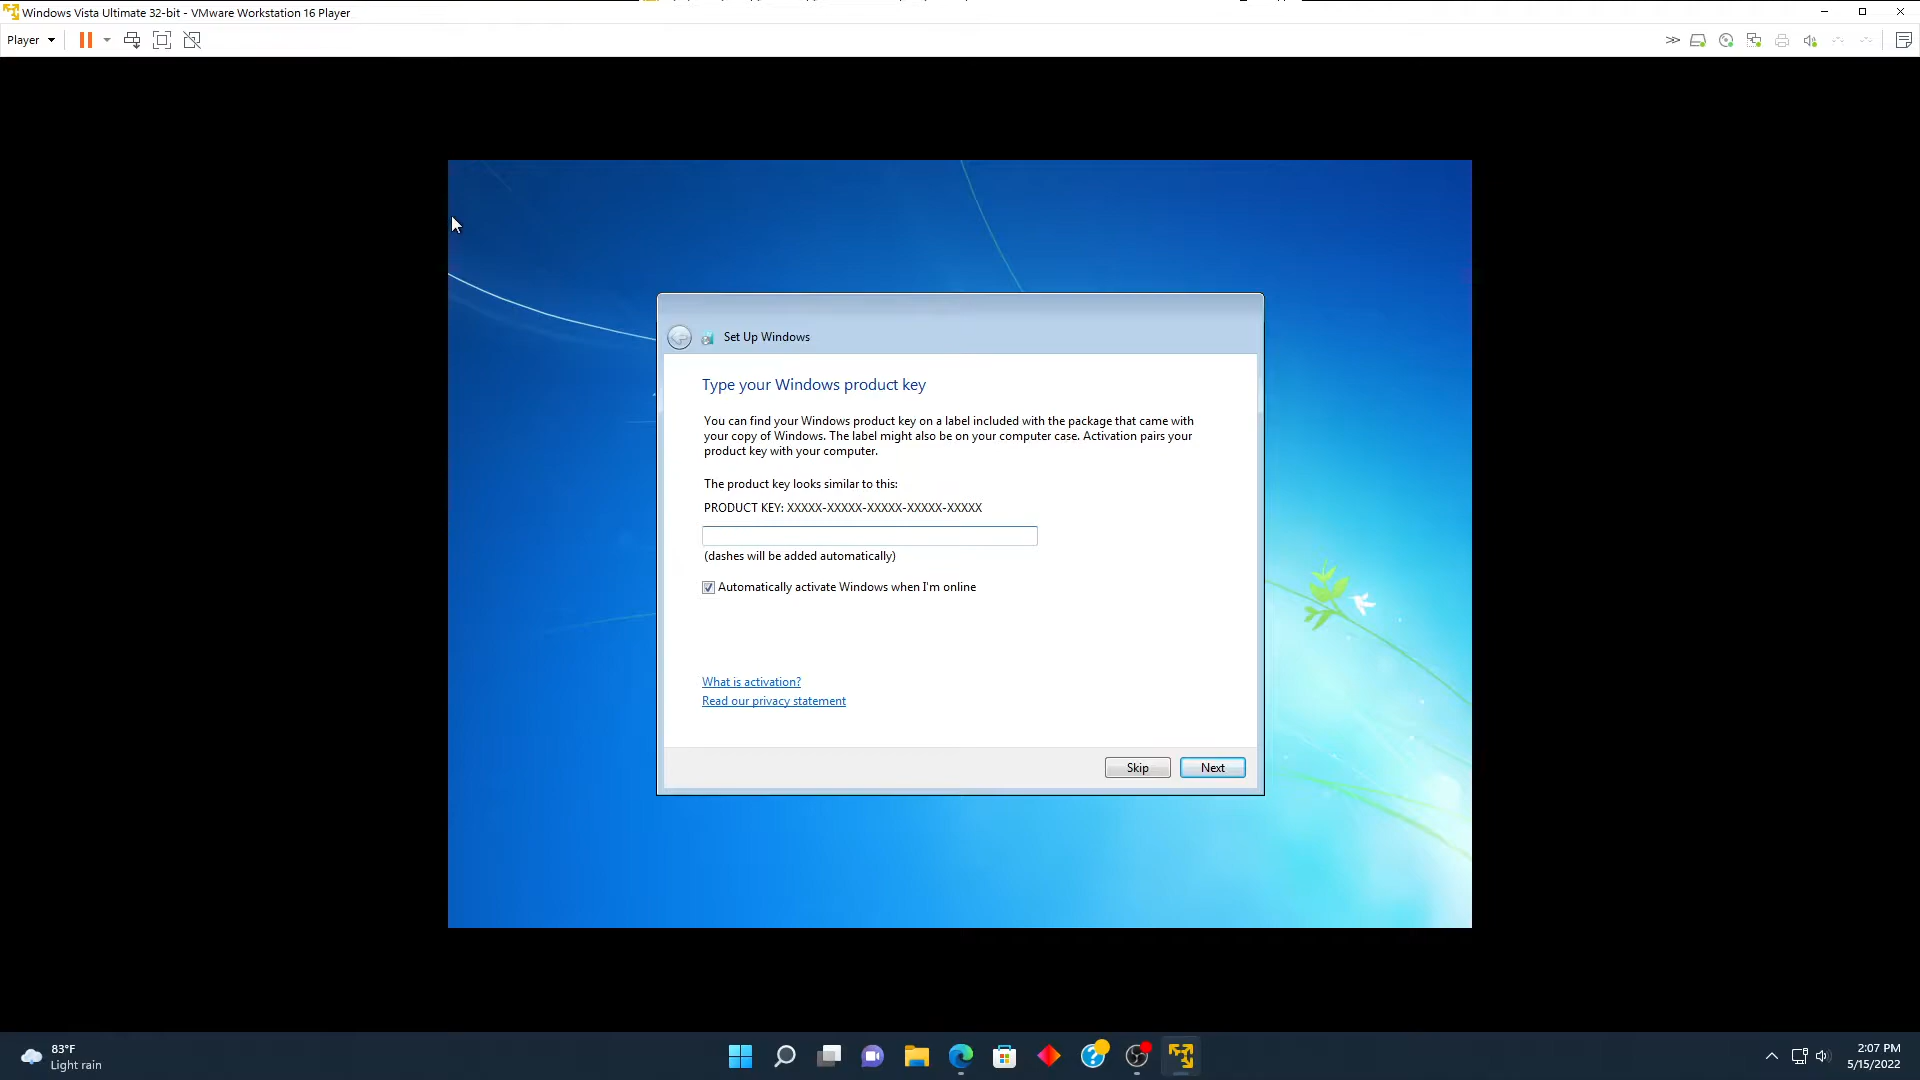 Windows Vista Ultimate 32-bit - VMware Workstation 16 Player
Player
Set Up Windows
Type your Windows product key
You can find your Windows product key on a label included with the package that came with
your copy of Windows. The label might also be on your computer case. Activation pairs your
product key with your computer.
The product key looks similar to this:
PRODUCT KEY: XXXXX-XXXXX-XXXXX-XXXXX-XXXXX
(dashes will be added automatically)
Automatically activate Windows when I'm online
What is activation?
Read our privacy statement
Skip
Next
83°F
Light rain
2:07 PM
5/15/2022